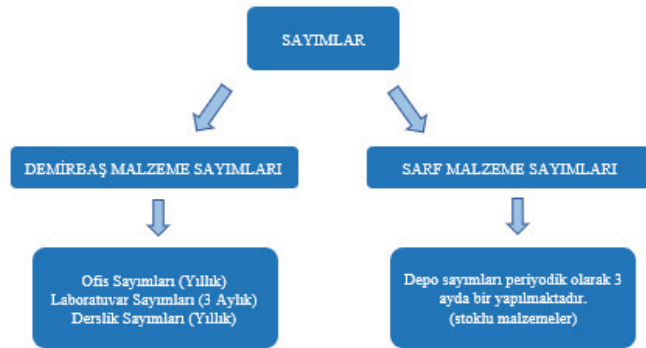 SAYIMLAR
DEMİRBAŞ MALZEME SAYIMLARI
SARF MALZEME SAYIMLARI
Ofis Sayımları (Yıllık)
Laboratuvar Sayımları (3 Aylık)
Derslik Sayımları (Yıllık)
Depo sayımları periyodik olarak 3
ayda bir yapılmaktadır.
(stoklu malzemeler)